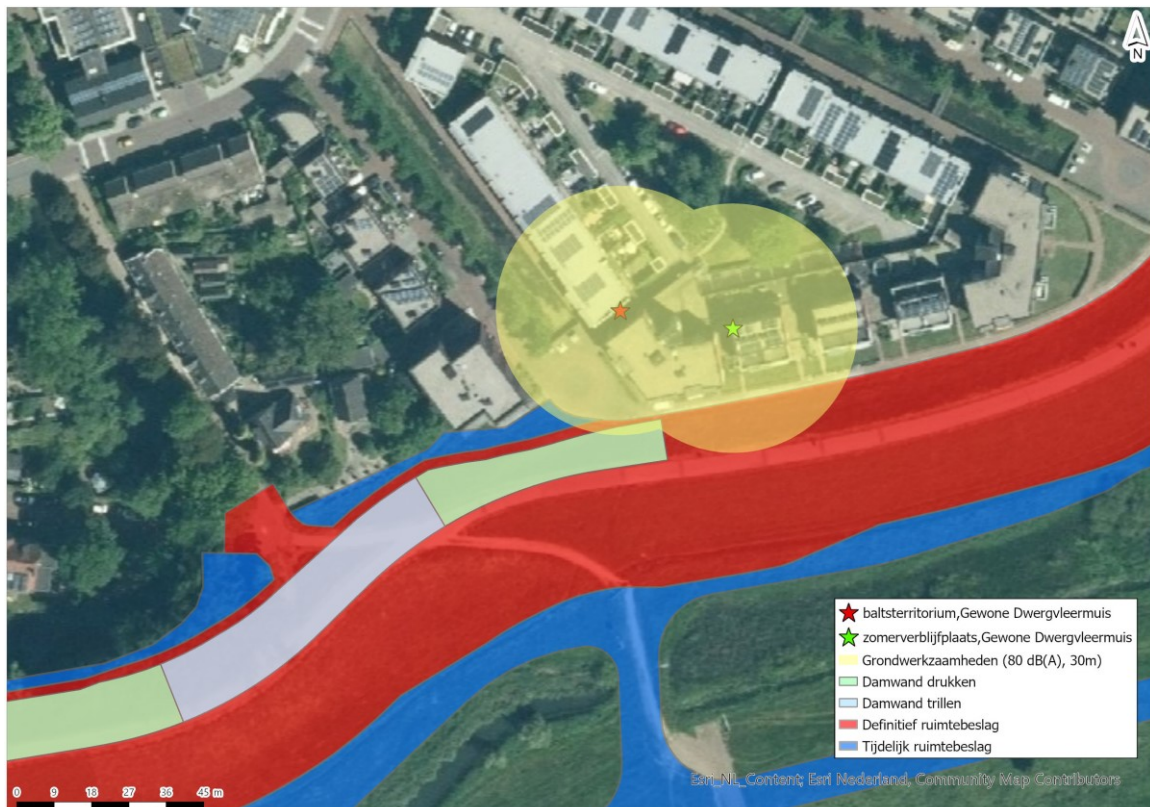 N
baltsterritorium,Gewone Dwergvleermuis
zomerverblijfplaats,Gewone Dwergvleermuis
Grondwerkzaamheden (80 dB(A), 30m)
Damwand drukken
Damwand trillen
Definitief ruimtebeslag
Tijdelijk ruimtebeslag
Esri_NL_Content; Esri Nederland, Community Map Contributors
0 9 18 27 36 45 m